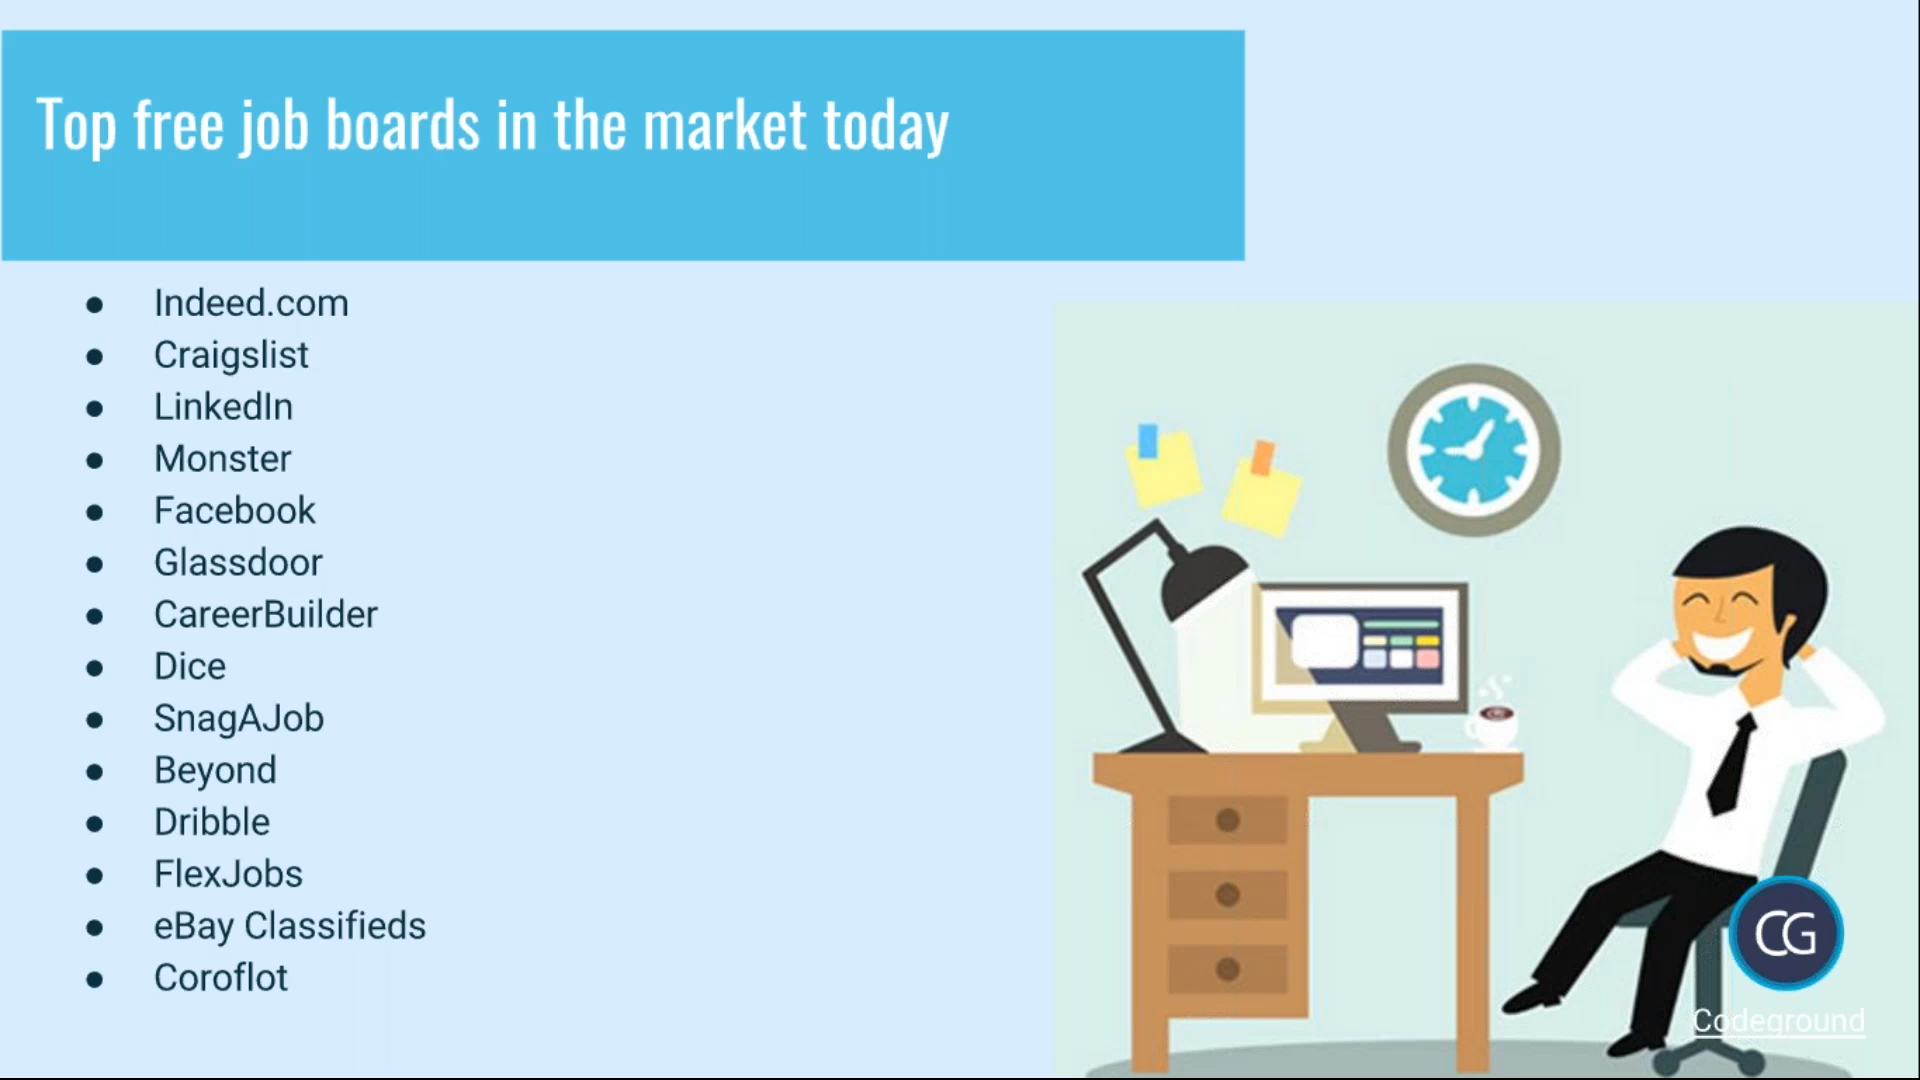 Top free job boards in the market today
● Indeed.com
● Craigslist
● LinkedIn
● Monster
● Facebook
● Glassdoor
● CareerBuilder
● Dice
● SnagAJob
● Beyond
● Dribble
● FlexJobs
● eBay Classifieds
● Coroflot
CG
Codeground